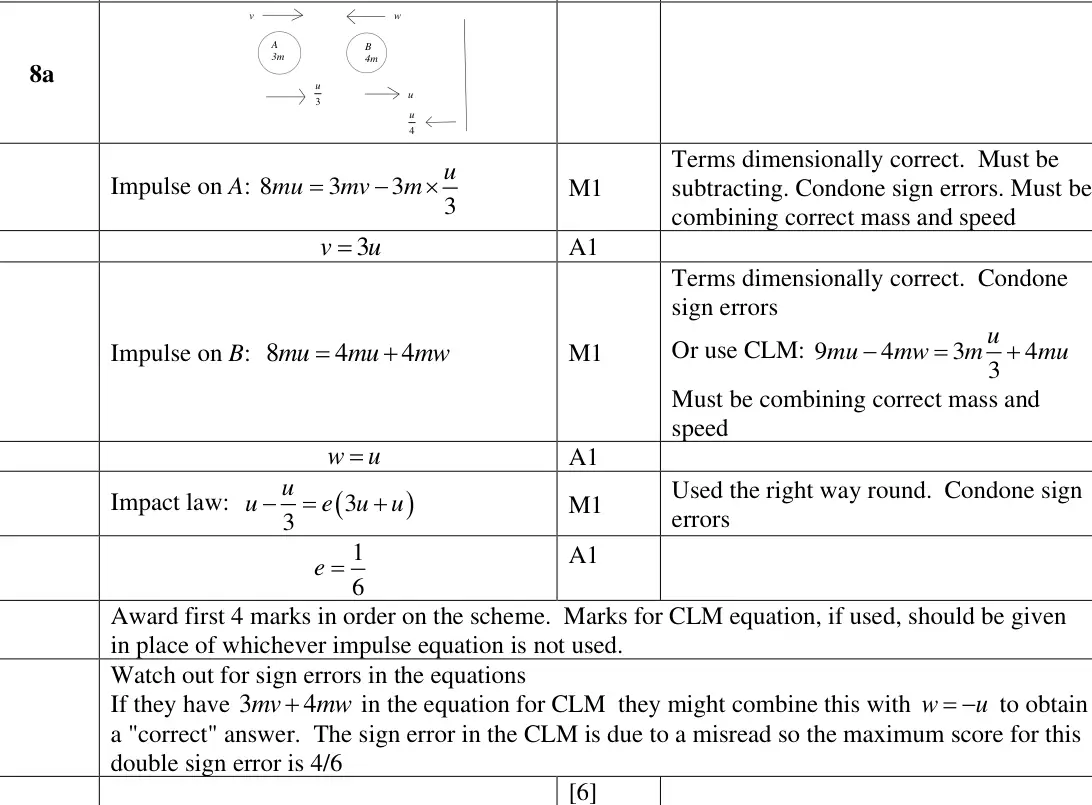 v w
8a
A B
3m 4m
u/3 u
u/4
Impulse on A: 8mu = 3mv − 3m × u/3
M1
Terms dimensionally correct. Must be
subtracting. Condone sign errors. Must be
combining correct mass and speed
v = 3u
A1
Impulse on B: 8mu = 4mu + 4mw
M1
Terms dimensionally correct. Condone
sign errors
Or use CLM: 9mu − 4mw = 3m u/3 + 4mu
Must be combining correct mass and
speed
w = u
A1
Impact law: u − u/3 = e(3u + u)
M1
Used the right way round. Condone sign
errors
e = 1/6
A1
Award first 4 marks in order on the scheme. Marks for CLM equation, if used, should be given
in place of whichever impulse equation is not used.
Watch out for sign errors in the equations
If they have 3mv + 4mw in the equation for CLM they might combine this with w = −u to obtain
a "correct" answer. The sign error in the CLM is due to a misread so the maximum score for this
double sign error is 4/6
[6]